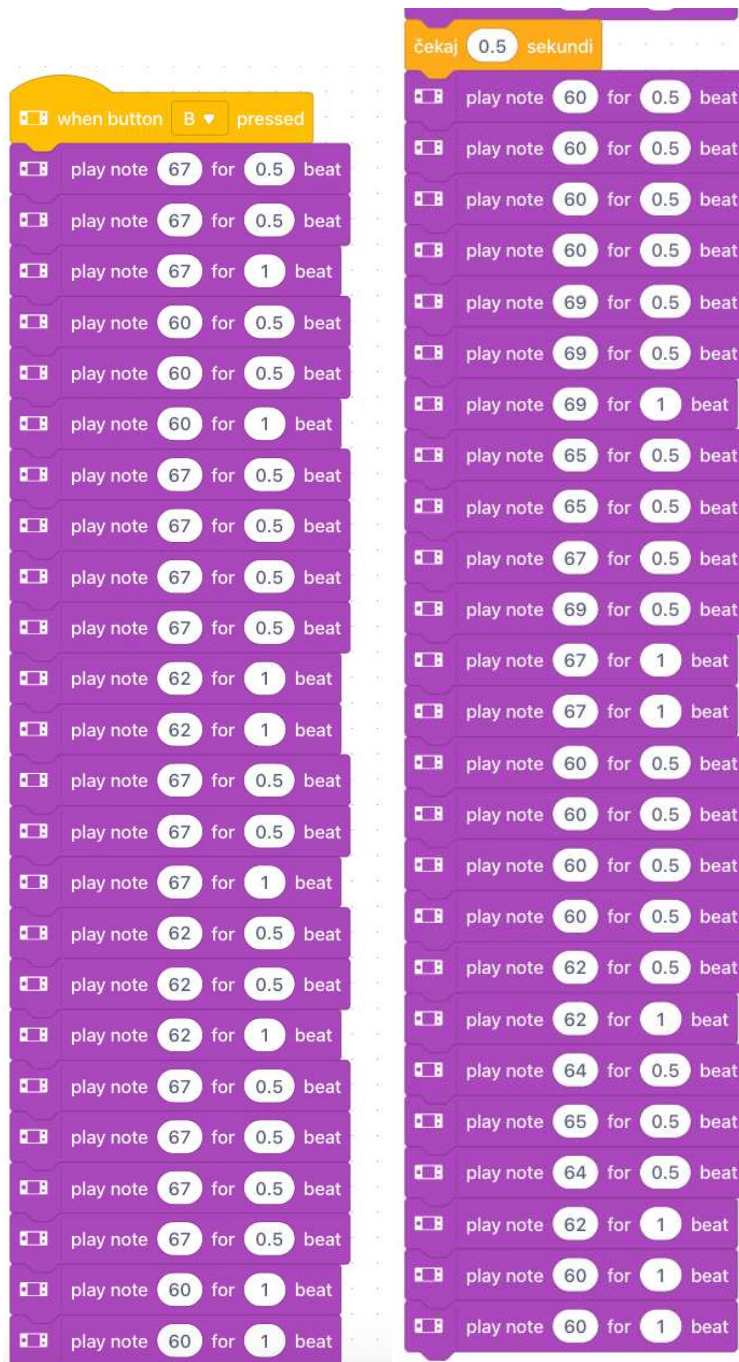 when button B pressed
play note 67 for 0.5 beat
play note 67 for 0.5 beat
play note 67 for 1 beat
play note 60 for 0.5 beat
play note 60 for 0.5 beat
play note 60 for 1 beat
play note 67 for 0.5 beat
play note 67 for 0.5 beat
play note 67 for 0.5 beat
play note 67 for 0.5 beat
play note 62 for 1 beat
play note 62 for 1 beat
play note 67 for 0.5 beat
play note 67 for 0.5 beat
play note 67 for 1 beat
play note 62 for 0.5 beat
play note 62 for 0.5 beat
play note 62 for 1 beat
play note 67 for 0.5 beat
play note 67 for 0.5 beat
play note 67 for 0.5 beat
play note 67 for 0.5 beat
play note 60 for 1 beat
play note 60 for 1 beat
čekaj 0.5 sekundi
play note 60 for 0.5 beat
play note 60 for 0.5 beat
play note 60 for 0.5 beat
play note 60 for 0.5 beat
play note 69 for 0.5 beat
play note 69 for 0.5 beat
play note 69 for 1 beat
play note 65 for 0.5 beat
play note 65 for 0.5 beat
play note 67 for 0.5 beat
play note 69 for 0.5 beat
play note 67 for 1 beat
play note 67 for 1 beat
play note 60 for 0.5 beat
play note 60 for 0.5 beat
play note 60 for 0.5 beat
play note 60 for 0.5 beat
play note 62 for 0.5 beat
play note 62 for 1 beat
play note 64 for 0.5 beat
play note 65 for 0.5 beat
play note 64 for 0.5 beat
play note 62 for 1 beat
play note 60 for 1 beat
play note 60 for 1 beat